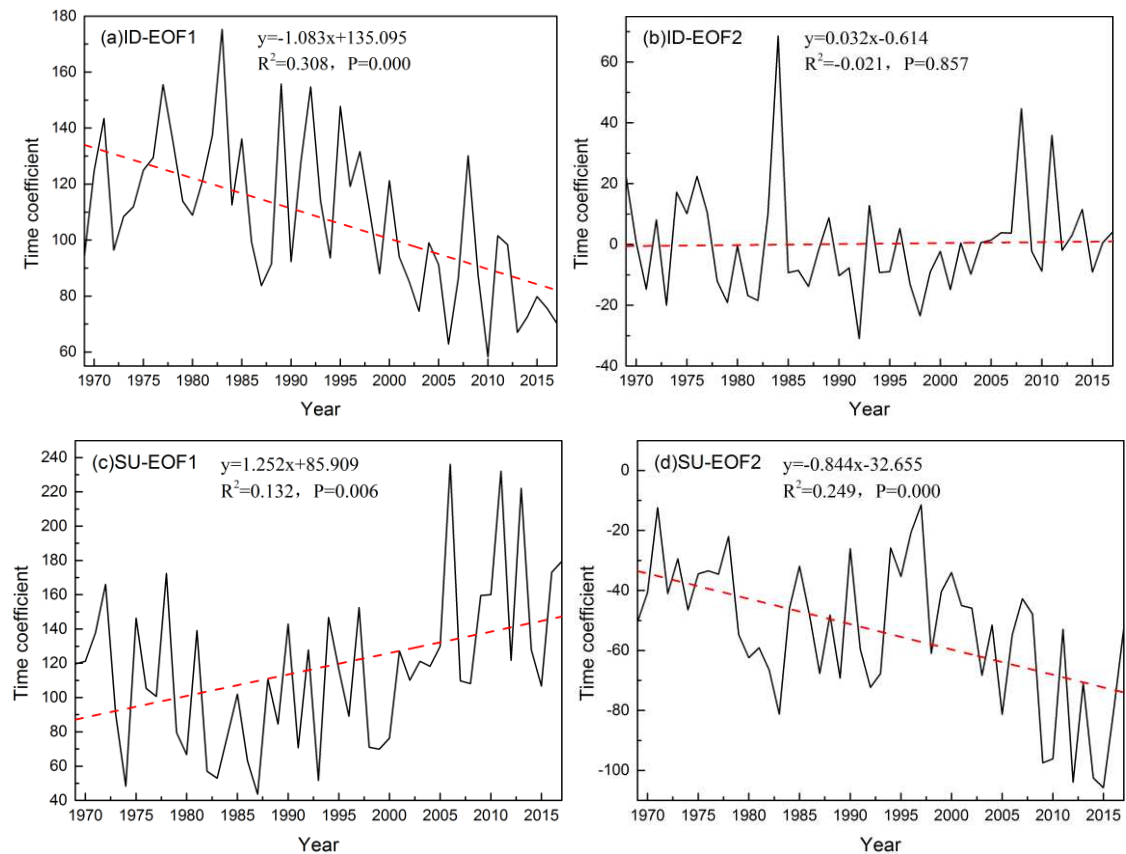 (a)ID-EOF1
y=-1.083x+135.095
R²=0.308, P=0.000
180
160
140
120
100
80
60
Time coefficient
1970 1975 1980 1985 1990 1995 2000 2005 2010 2015
Year
(b)ID-EOF2
y=0.032x-0.614
R²=-0.021, P=0.857
60
40
20
0
-20
-40
Time coefficient
1970 1975 1980 1985 1990 1995 2000 2005 2010 2015
Year
(c)SU-EOF1
y=1.252x+85.909
R²=0.132, P=0.006
240
220
200
180
160
140
120
100
80
60
40
Time coefficient
1970 1975 1980 1985 1990 1995 2000 2005 2010 2015
Year
(d)SU-EOF2
y=-0.844x-32.655
R²=0.249, P=0.000
0
-20
-40
-60
-80
-100
Time coefficient
1970 1975 1980 1985 1990 1995 2000 2005 2010 2015
Year